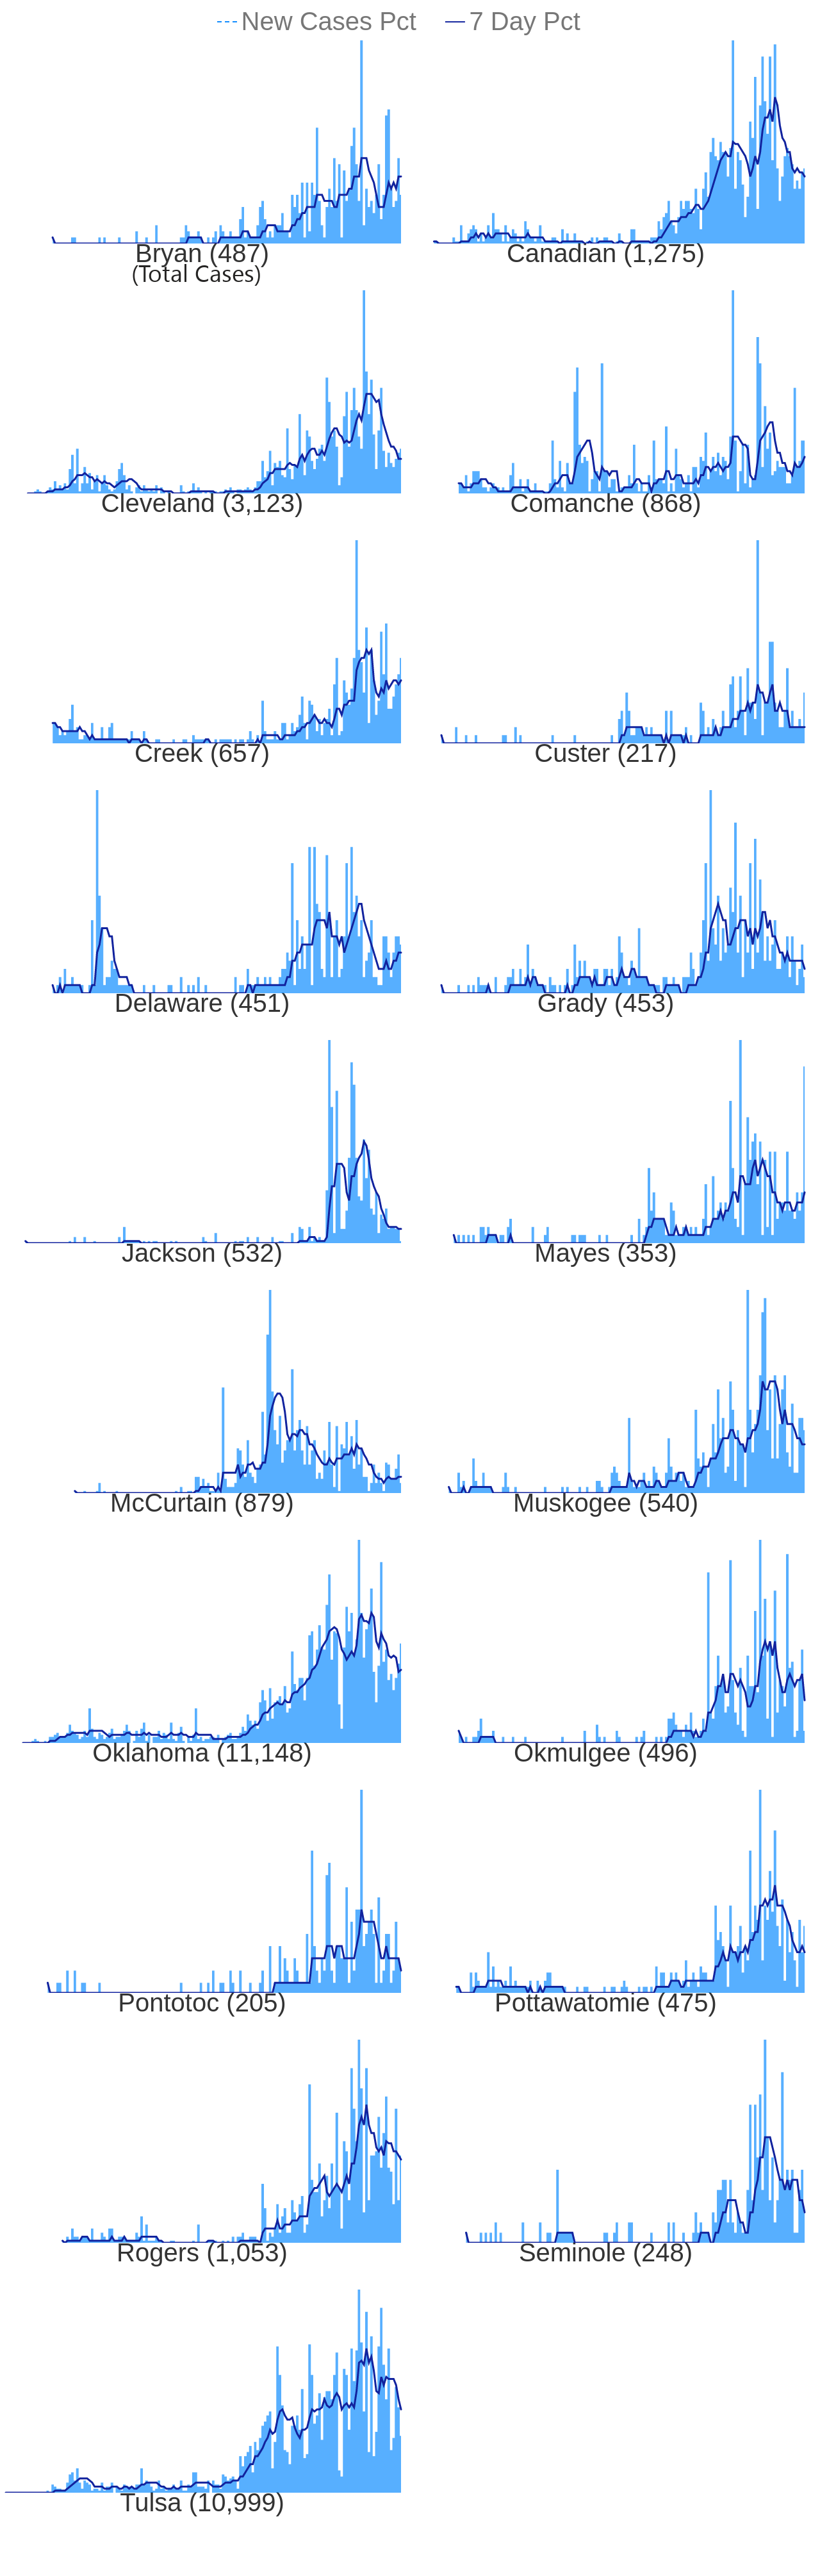 New Cases Pct 7 Day Pct
Bryan (487) Canadian (1,275)
(Total Cases)
Cleveland (3,123) Comanche (868)
Creek (657) Custer (217)
Delaware (451) Grady (453)
Jackson (532) Mayes (353)
McCurtain (879) Muskogee (540)
Oklahoma (11,148) Okmulgee (496)
Pontotoc (205) Pottawatomie (475)
Rogers (1,053) Seminole (248)
Tulsa (10,999)